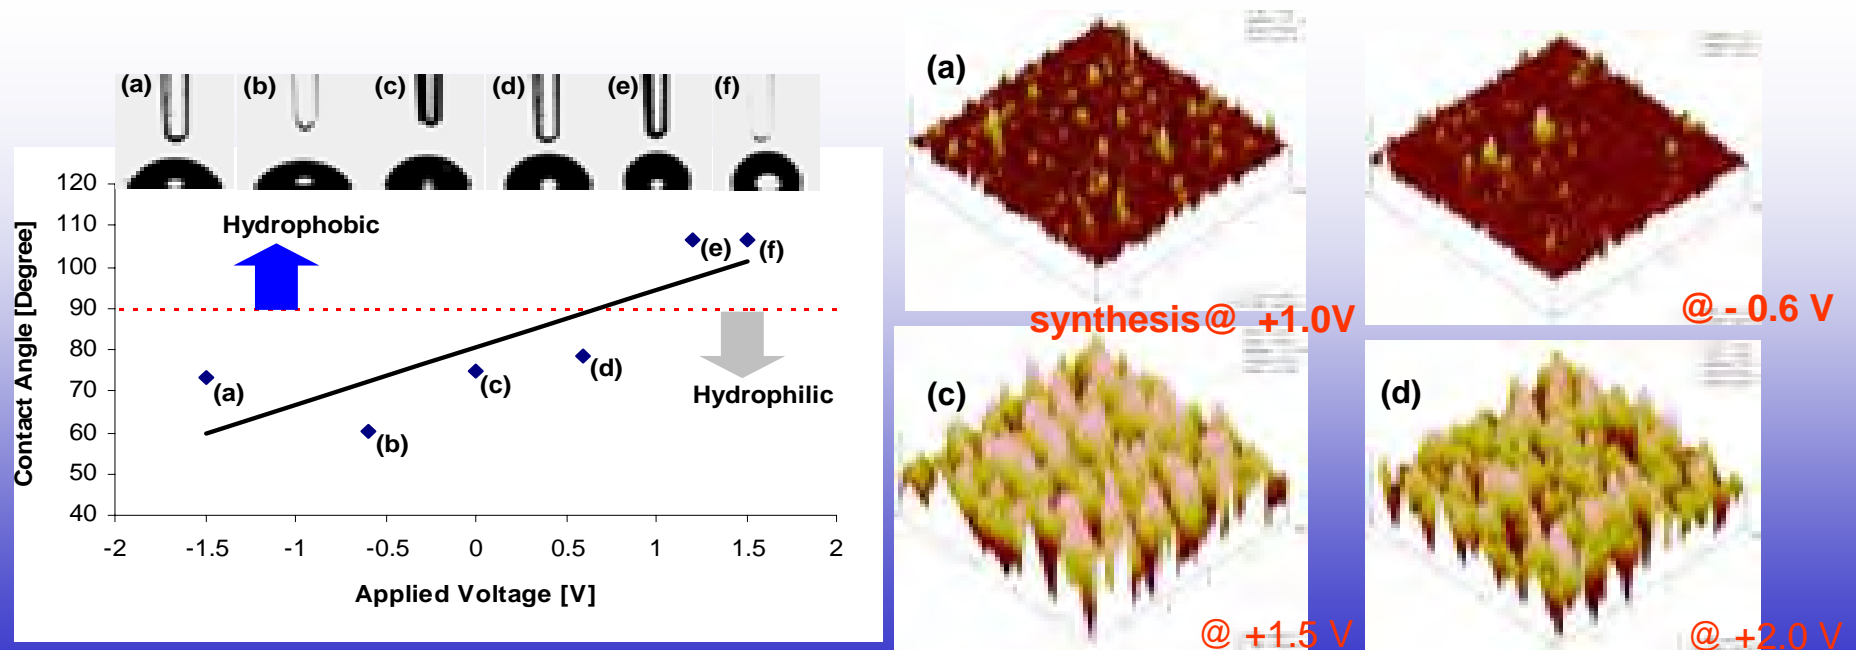 (a) (b) (c) (d) (e) (f)
120
110
100
90
80
70
60
50
40
Contact Angle [Degree]
Hydrophobic
(e) (f)
(d)
(c)
(a)
(b)
Hydrophilic
-2 -1.5 -1 -0.5 0 0.5 1 1.5 2
Applied Voltage [V]
(a)
synthesis@ +1.0V
@ - 0.6 V
(c)
@ +1.5 V
(d)
@ +2.0 V